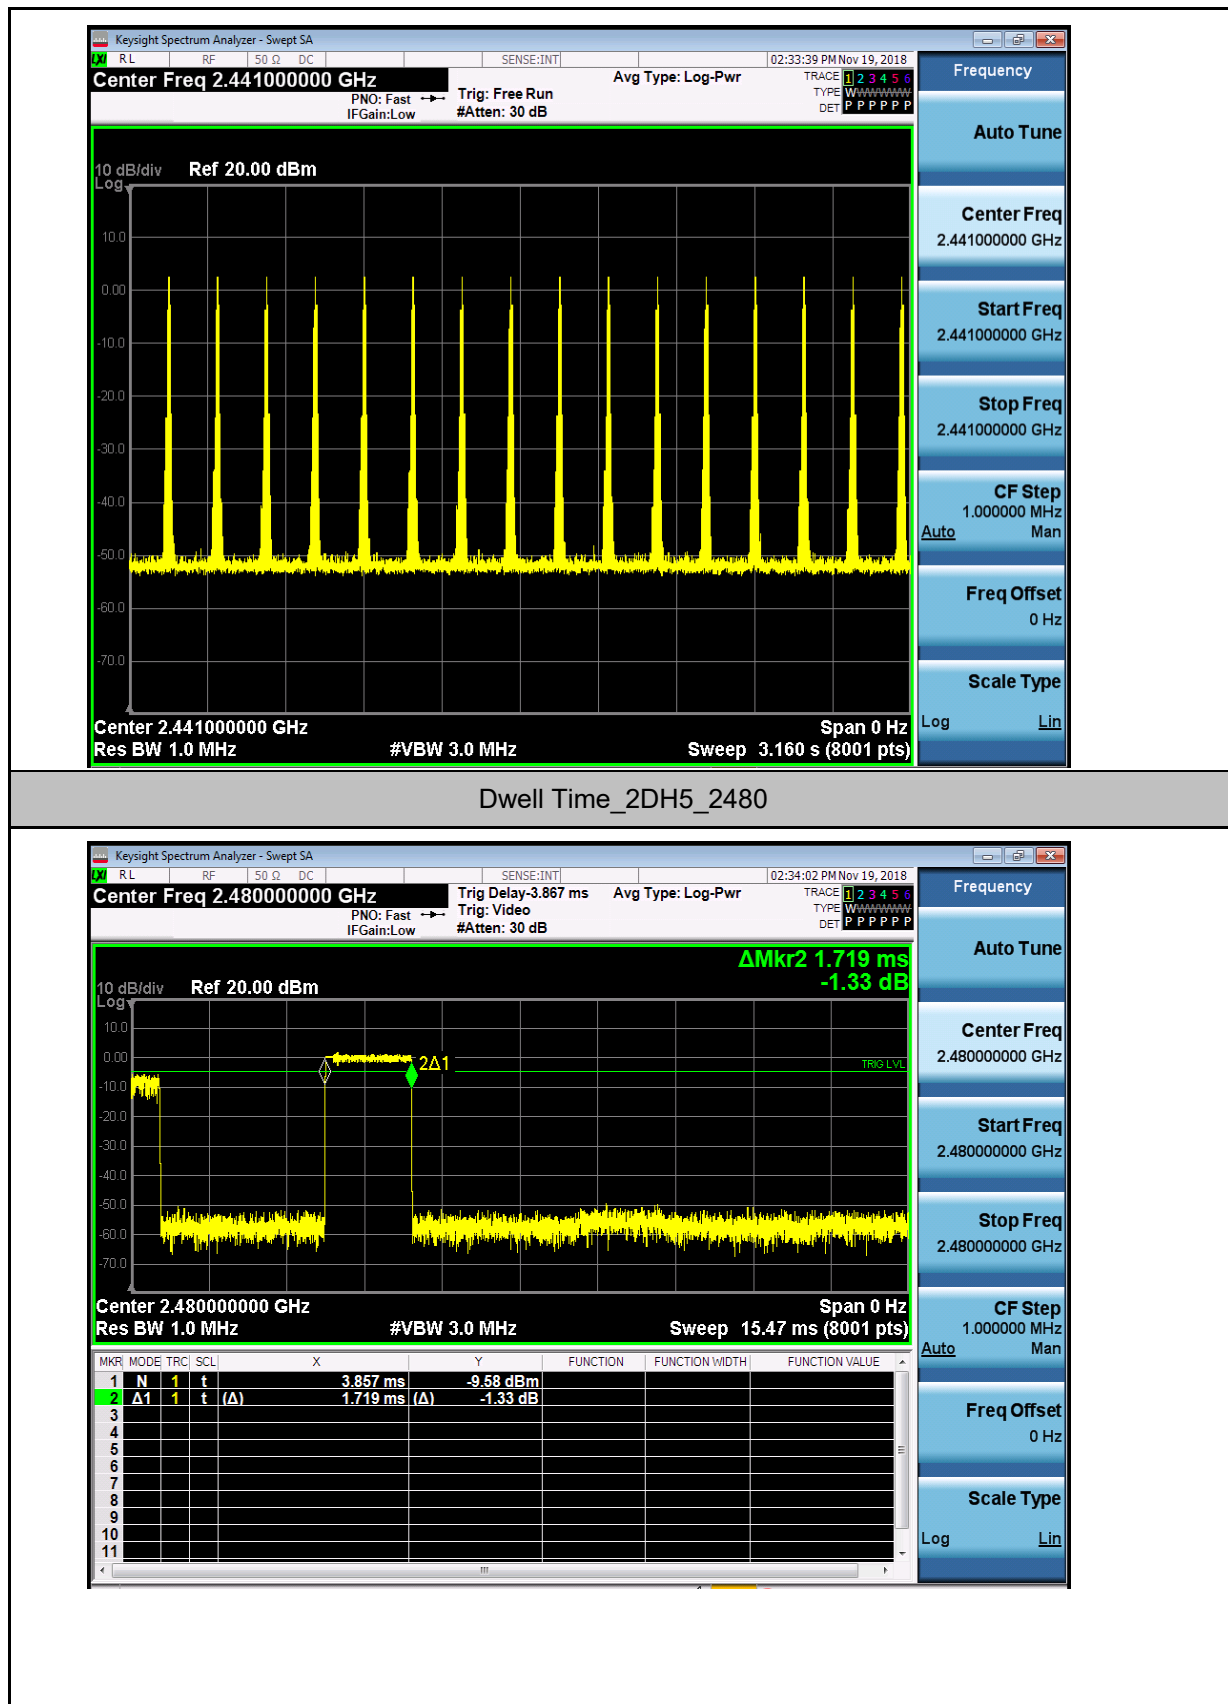 Keysight Spectrum Analyzer - Swept SA
LXI RL RF 50 Ω DC SENSE:INT 02:33:39 PM Nov 19, 2018
Center Freq 2.441000000 GHz
PNO: Fast
IFGain:Low
Trig: Free Run
#Atten: 30 dB
Avg Type: Log-Pwr
TRACE 1 2 3 4 5 6
TYPE WWWWWW
DET P P P P P P
Frequency
Auto Tune
10 dB/div
Log
Ref 20.00 dBm
10.0
0.00
-10.0
-20.0
-30.0
-40.0
-50.0
-60.0
-70.0
Center Freq
2.441000000 GHz
Start Freq
2.441000000 GHz
Stop Freq
2.441000000 GHz
CF Step
1.000000 MHz
Auto Man
Freq Offset
0 Hz
Scale Type
Log Lin
Center 2.441000000 GHz Span 0 Hz
Res BW 1.0 MHz #VBW 3.0 MHz Sweep 3.160 s (8001 pts)
Dwell Time_2DH5_2480
Keysight Spectrum Analyzer - Swept SA
LXI RL RF 50 Ω DC SENSE:INT 02:34:02 PM Nov 19, 2018
Center Freq 2.480000000 GHz
PNO: Fast
IFGain:Low
Trig Delay-3.867 ms
Trig: Video
#Atten: 30 dB
Avg Type: Log-Pwr
TRACE 1 2 3 4 5 6
TYPE WWWWWW
DET P P P P P P
Frequency
Auto Tune
ΔMkr2 1.719 ms
-1.33 dB
10 dB/div
Log
Ref 20.00 dBm
10.0
0.00
-10.0
-20.0
-30.0
-40.0
-50.0
-60.0
-70.0
2Δ1
TRIG LVL
Center Freq
2.480000000 GHz
Start Freq
2.480000000 GHz
Stop Freq
2.480000000 GHz
CF Step
1.000000 MHz
Auto Man
Freq Offset
0 Hz
Scale Type
Log Lin
Center 2.480000000 GHz Span 0 Hz
Res BW 1.0 MHz #VBW 3.0 MHz Sweep 15.47 ms (8001 pts)
MKR MODE TRC SCL X Y FUNCTION FUNCTION WIDTH FUNCTION VALUE
1 N 1 t 3.857 ms -9.58 dBm
2 Δ1 1 t (Δ) 1.719 ms (Δ) -1.33 dB
3
4
5
6
7
8
9
10
11